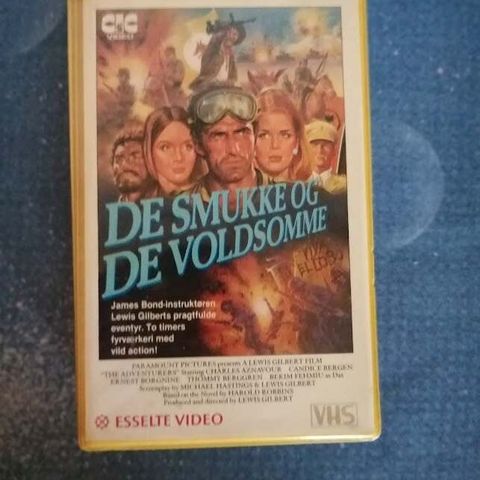 CIC
VIDEO
DE SMUKKE OG
DE VOLDSOMME
James Bond-instruktøren
Lewis Gilberts pragtfulde
eventyr. To timers
fyrværkeri med
vild action!
PARAMOUNT PICTURES presents A LEWIS GILBERT FILM
"THE ADVENTURERS" Starring CHARLES AZNAVOUR CANDICE BERGEN
ERNEST BORGNINE THOMMY BERGGREN BEKIM FEHMIU as Dax
Screenplay by MICHAEL HASTINGS & LEWIS GILBERT
Based on the Novel by HAROLD ROBBINS
Produced and directed by LEWIS GILBERT
ESSELTE VIDEO
VHS